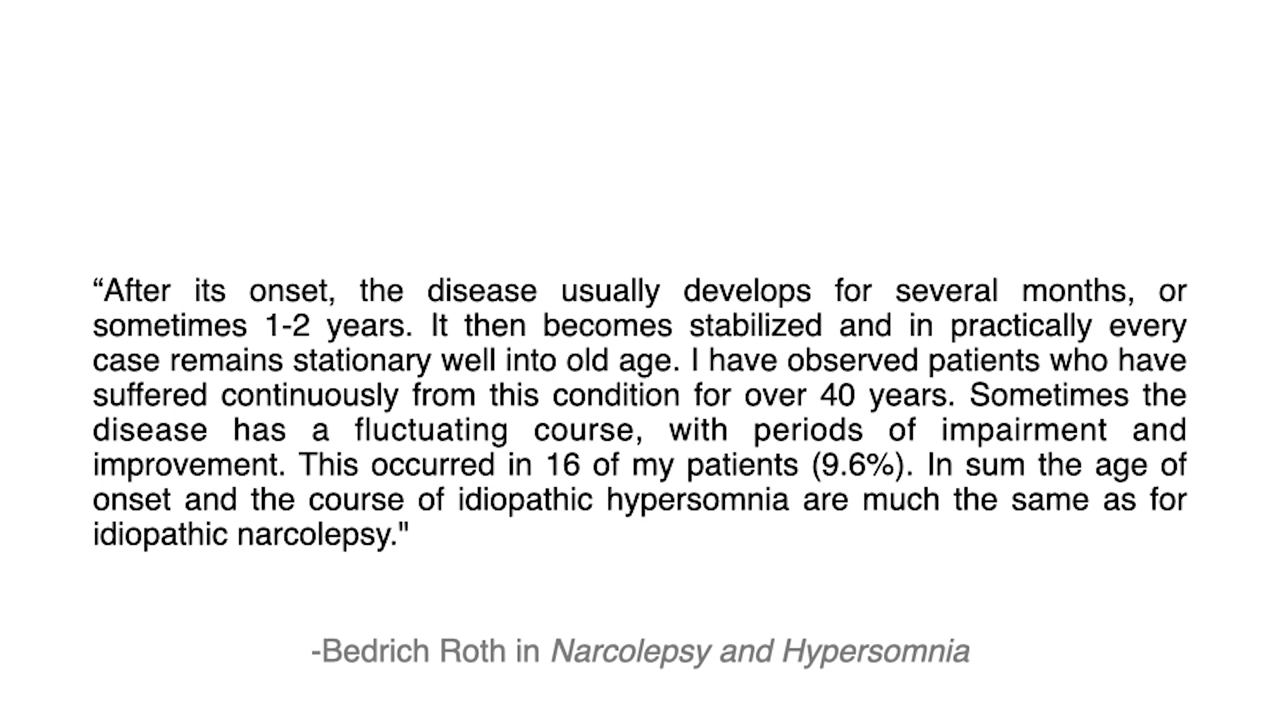 “After its onset, the disease usually develops for several months, or
sometimes 1-2 years. It then becomes stabilized and in practically every
case remains stationary well into old age. I have observed patients who have
suffered continuously from this condition for over 40 years. Sometimes the
disease has a fluctuating course, with periods of impairment and
improvement. This occurred in 16 of my patients (9.6%). In sum the age of
onset and the course of idiopathic hypersomnia are much the same as for
idiopathic narcolepsy."
-Bedrich Roth in Narcolepsy and Hypersomnia